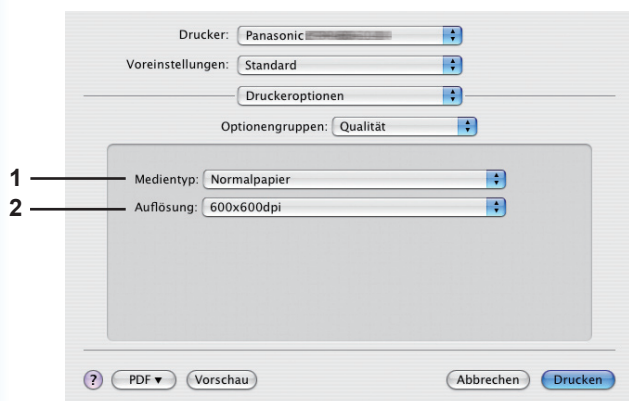 Drucker: Panasonic
Voreinstellungen: Standard
Druckeroptionen
Optionengruppen: Qualität
1 Medientyp: Normalpapier
2 Auflösung: 600x600dpi
? PDF▼ Vorschau Abbrechen Drucken